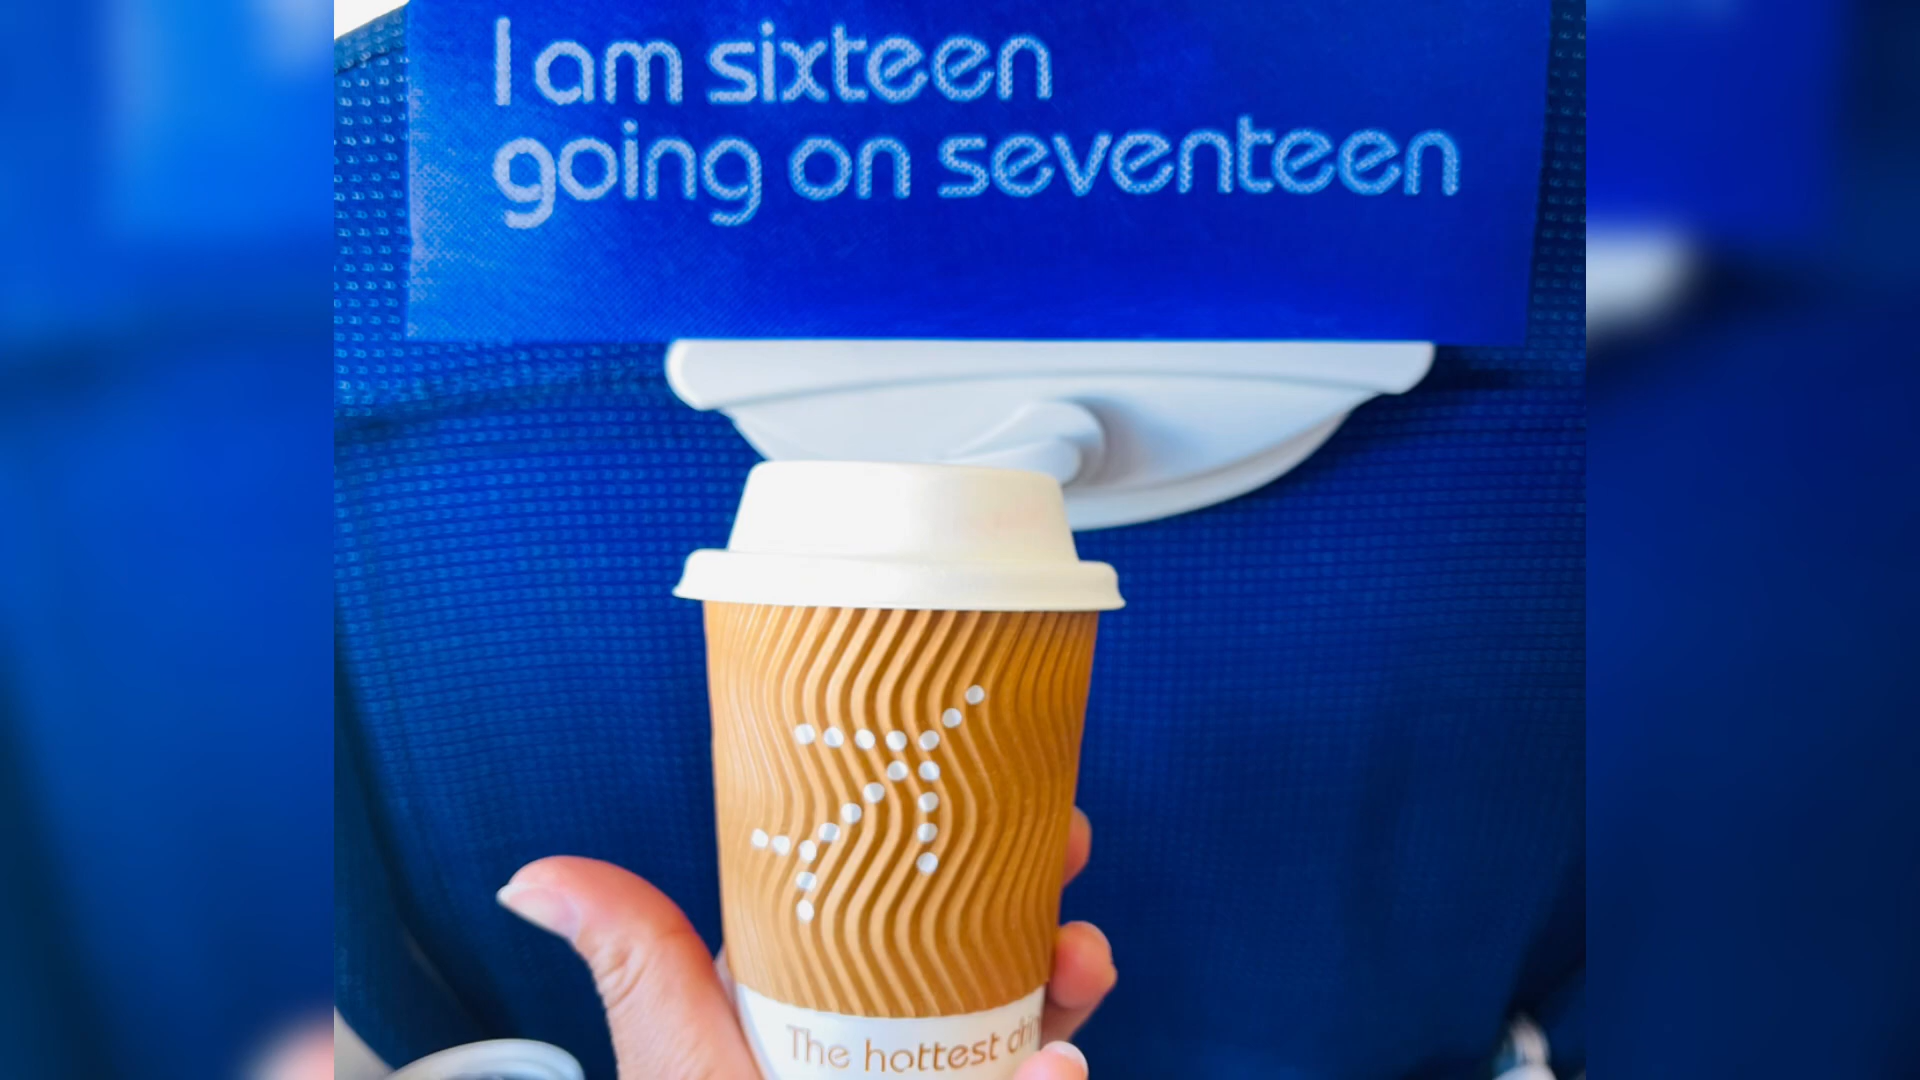 I am sixteen
going on seventeen
The hottest